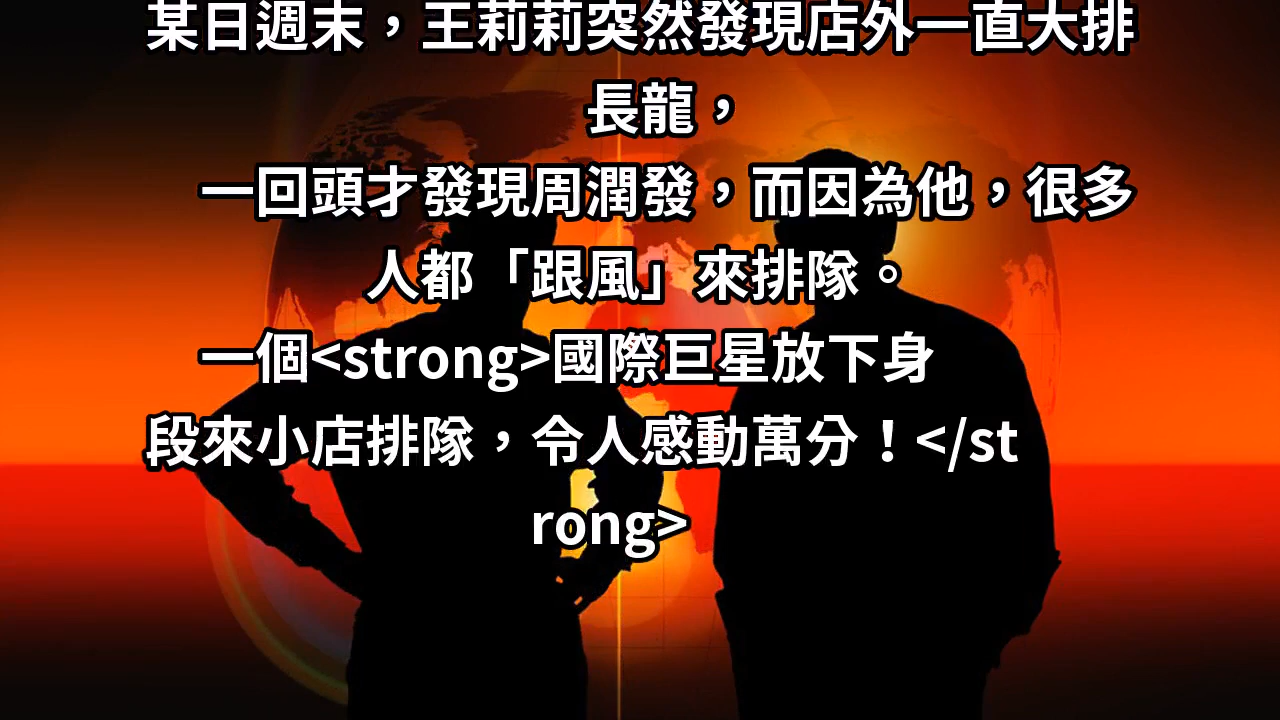 某日週末，王莉莉突然發現店外一直大排
長龍，
一回頭才發現周潤發，而因為他，很多
人都「跟風」來排隊。
一個<strong>國際巨星放下身
段來小店排隊，令人感動萬分！</st
rong>